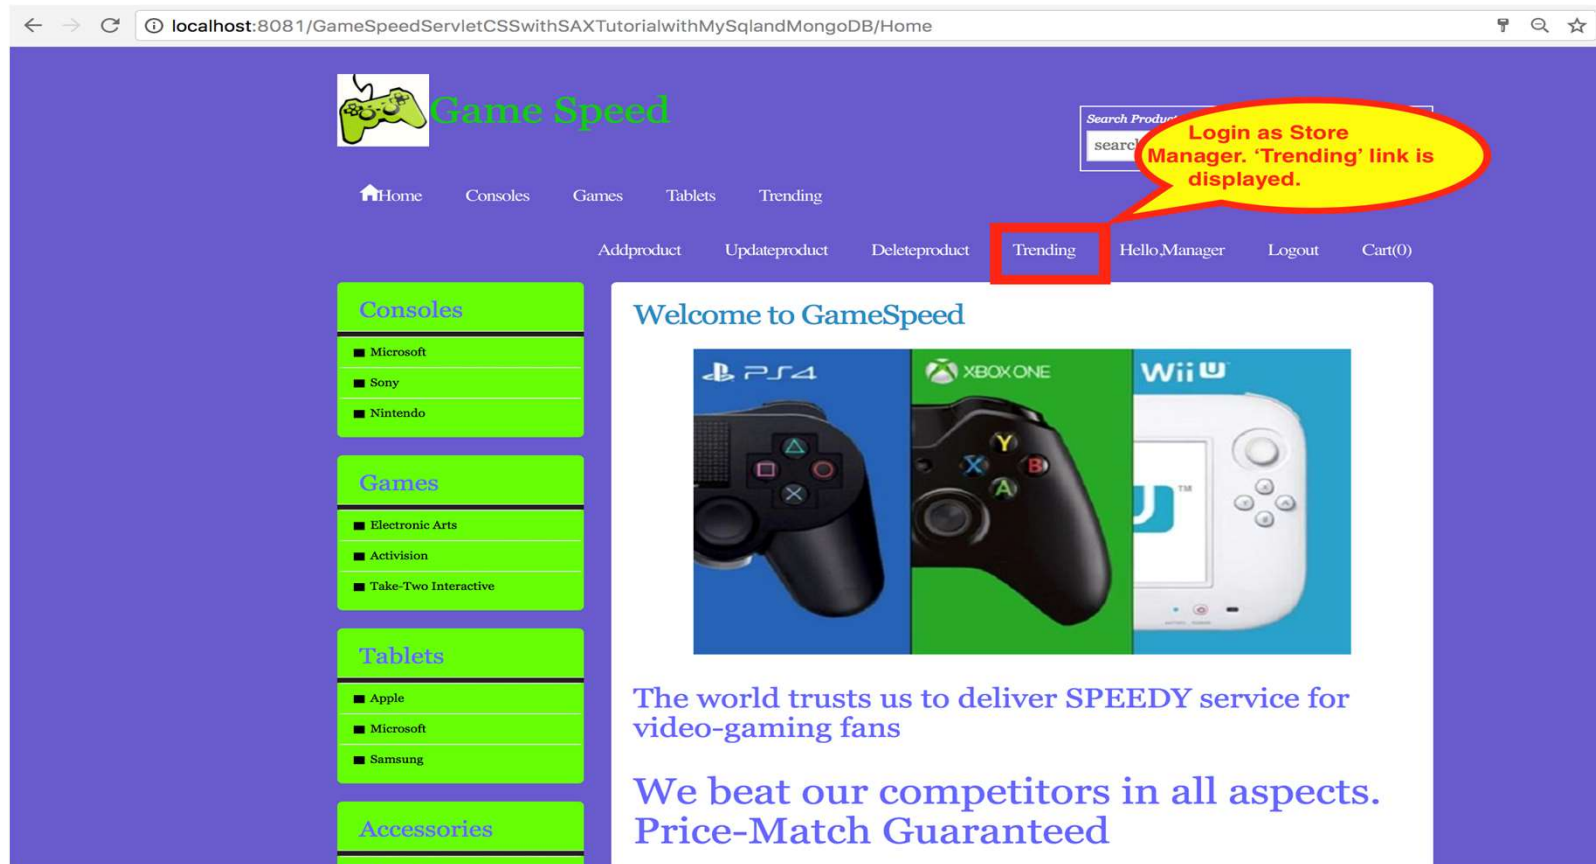 localhost:8081/GameSpeedServletCSSwithSAXTutorialwithMySqlandMongoDB/Home
Game Speed
Search Produc
searc
Login as Store
Manager. ‘Trending’ link is
displayed.
Home Consoles Games Tablets Trending
Addproduct Updateproduct Deleteproduct Trending Hello,Manager Logout Cart(0)
Consoles
Microsoft
Sony
Nintendo
Games
Electronic Arts
Activision
Take-Two Interactive
Tablets
Apple
Microsoft
Samsung
Accessories
Welcome to GameSpeed
PS4
XBOX ONE
Wii U
Y
X
B
A
U
TM
The world trusts us to deliver SPEEDY service for
video-gaming fans
We beat our competitors in all aspects.
Price-Match Guaranteed